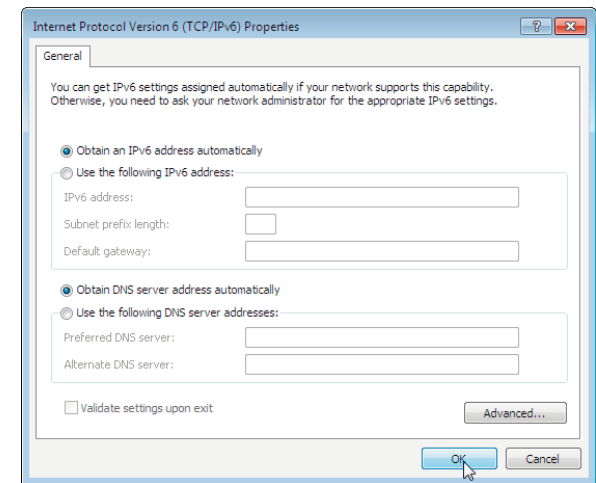 Internet Protocol Version 6 (TCP/IPv6) Properties
General
You can get IPv6 settings assigned automatically if your network supports this capability.
Otherwise, you need to ask your network administrator for the appropriate IPv6 settings.
Obtain an IPv6 address automatically
Use the following IPv6 address:
IPv6 address:
Subnet prefix length:
Default gateway:
Obtain DNS server address automatically
Use the following DNS server addresses:
Preferred DNS server:
Alternate DNS server:
Validate settings upon exit
Advanced...
OK
Cancel